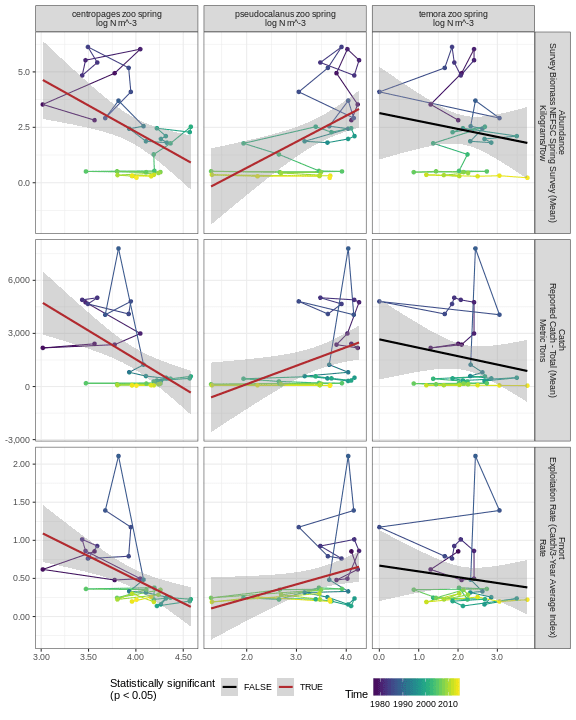 centropages zoo spring
log N m^-3
pseudocalanus zoo spring
log N m^-3
temora zoo spring
log N m^-3
5.0
2.5
0.0
Abundance
Survey Biomass NEFSC Spring Survey (Mean)
Kilograms/Tow
6,000
3,000
0
-3,000
Catch
Reported Catch - Total (Mean)
Metric Tons
2.00
1.50
1.00
0.50
0.00
Fmort
Exploitation Rate (Catch/3-Year Average Index)
Rate
3.00 3.50 4.00 4.50
2.0 3.0 4.0
0.0 1.0 2.0 3.0
Statistically significant
(p < 0.05)
FALSE TRUE
Time
1980 1990 2000 2010